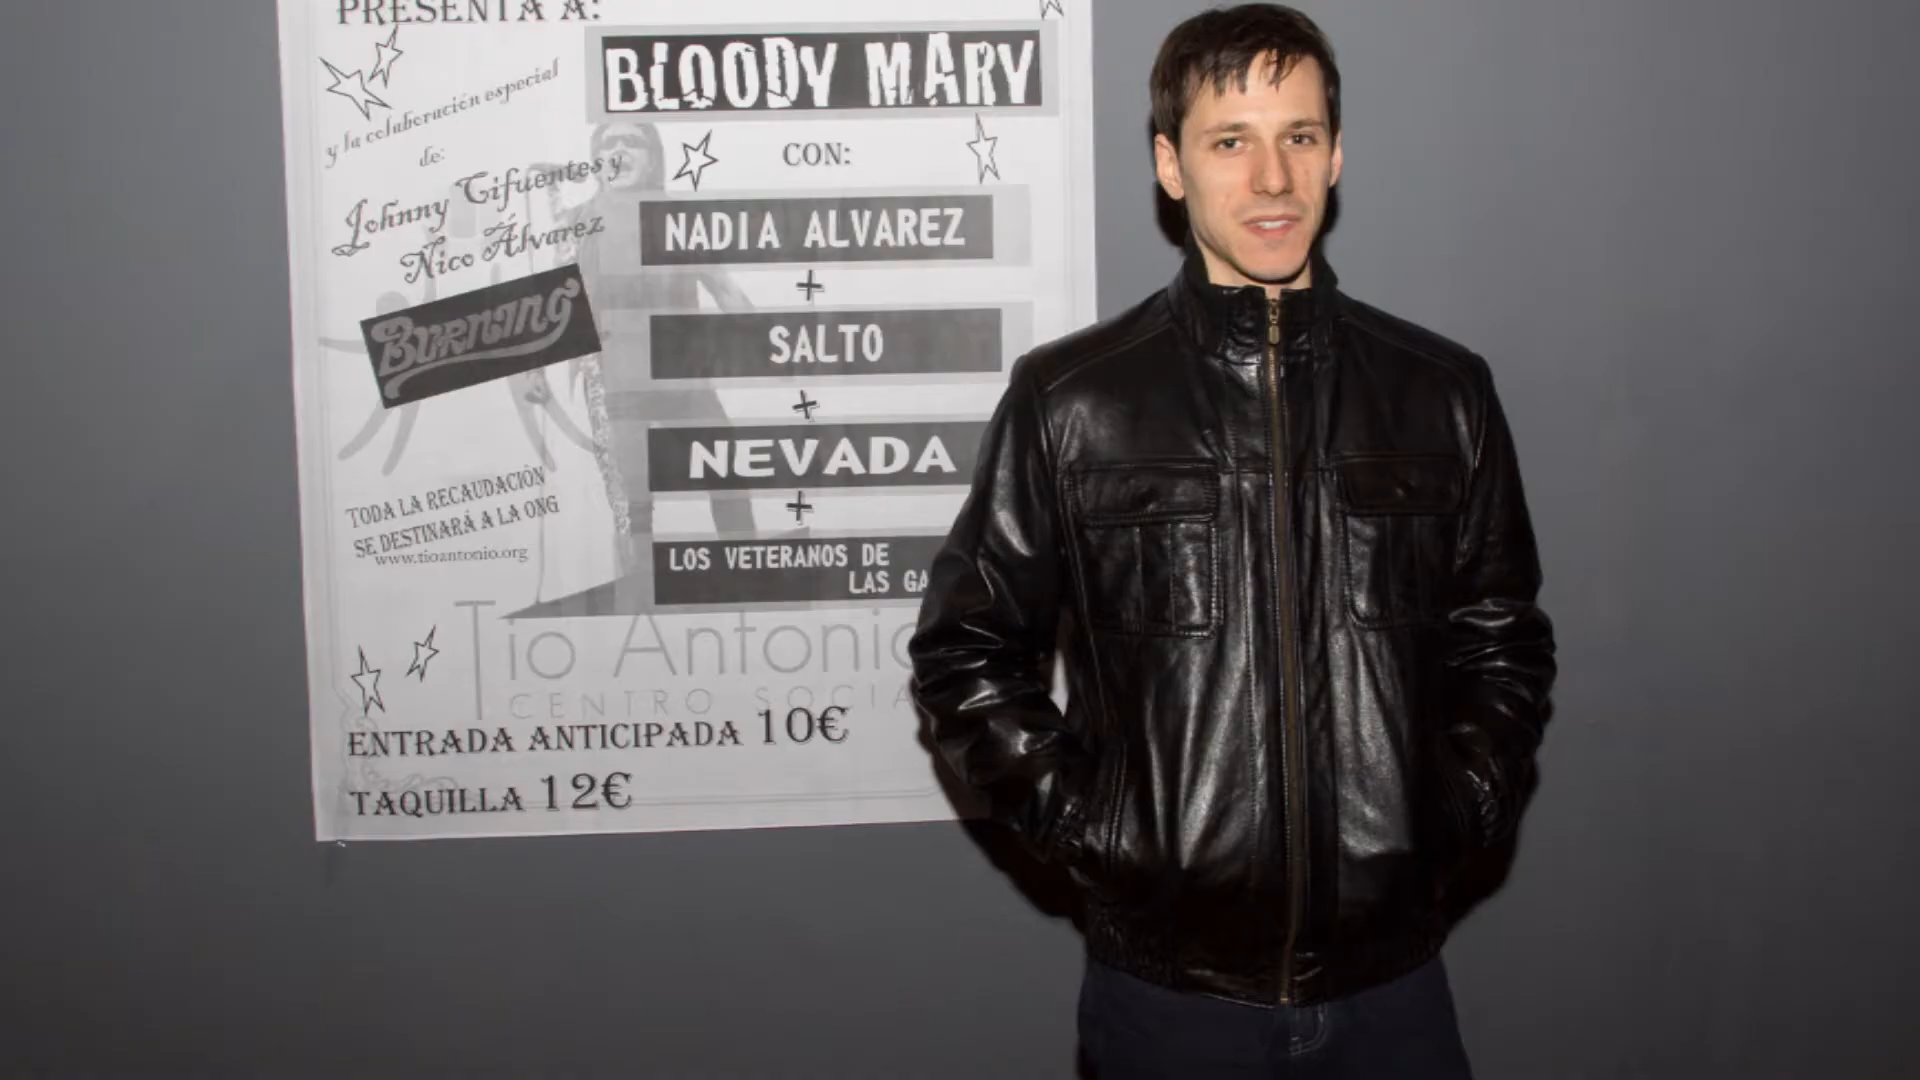 PRESENTA A:
BLOODY MARY
y la colaboración especial
de:
Johnny Cifuentes y
Nico Álvarez
BURNING
CON:
NADIA ALVAREZ
+
SALTO
+
NEVADA
+
LOS VETERANOS DE
LAS GA
TODA LA RECAUDACIÓN
SE DESTINARÁ A LA ONG
www.tioantonio.org
Tio Antonio
CENTRO SOCIA
ENTRADA ANTICIPADA 10€
TAQUILLA 12€